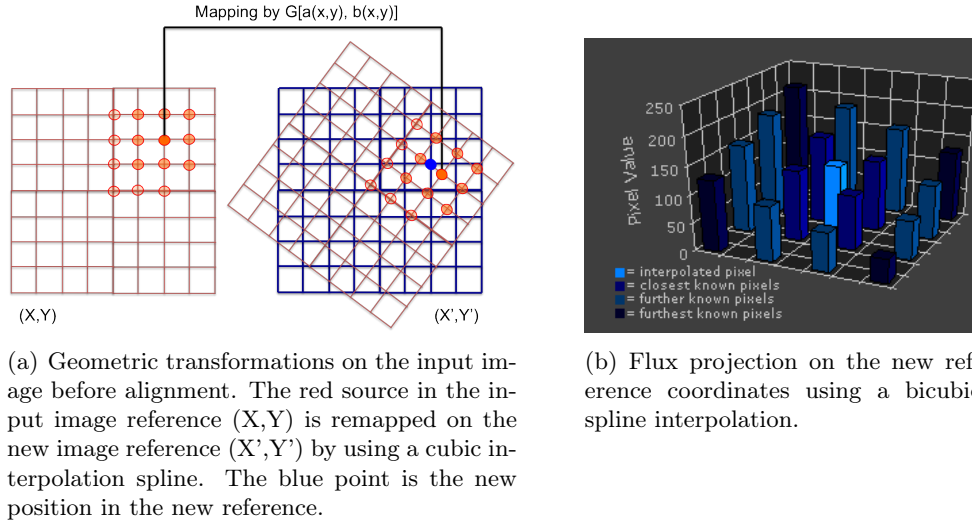 Mapping by G[a(x,y), b(x,y)]
(X,Y)
(X',Y')
250
200
150
100
50
0
Pixel Value
= interpolated pixel
= closest known pixels
= further known pixels
= furthest known pixels
(a) Geometric transformations on the input im-
age before alignment. The red source in the in-
put image reference (X,Y) is remapped on the
new image reference (X',Y') by using a cubic in-
terpolation spline. The blue point is the new
position in the new reference.
(b) Flux projection on the new ref-
erence coordinates using a bicubic
spline interpolation.